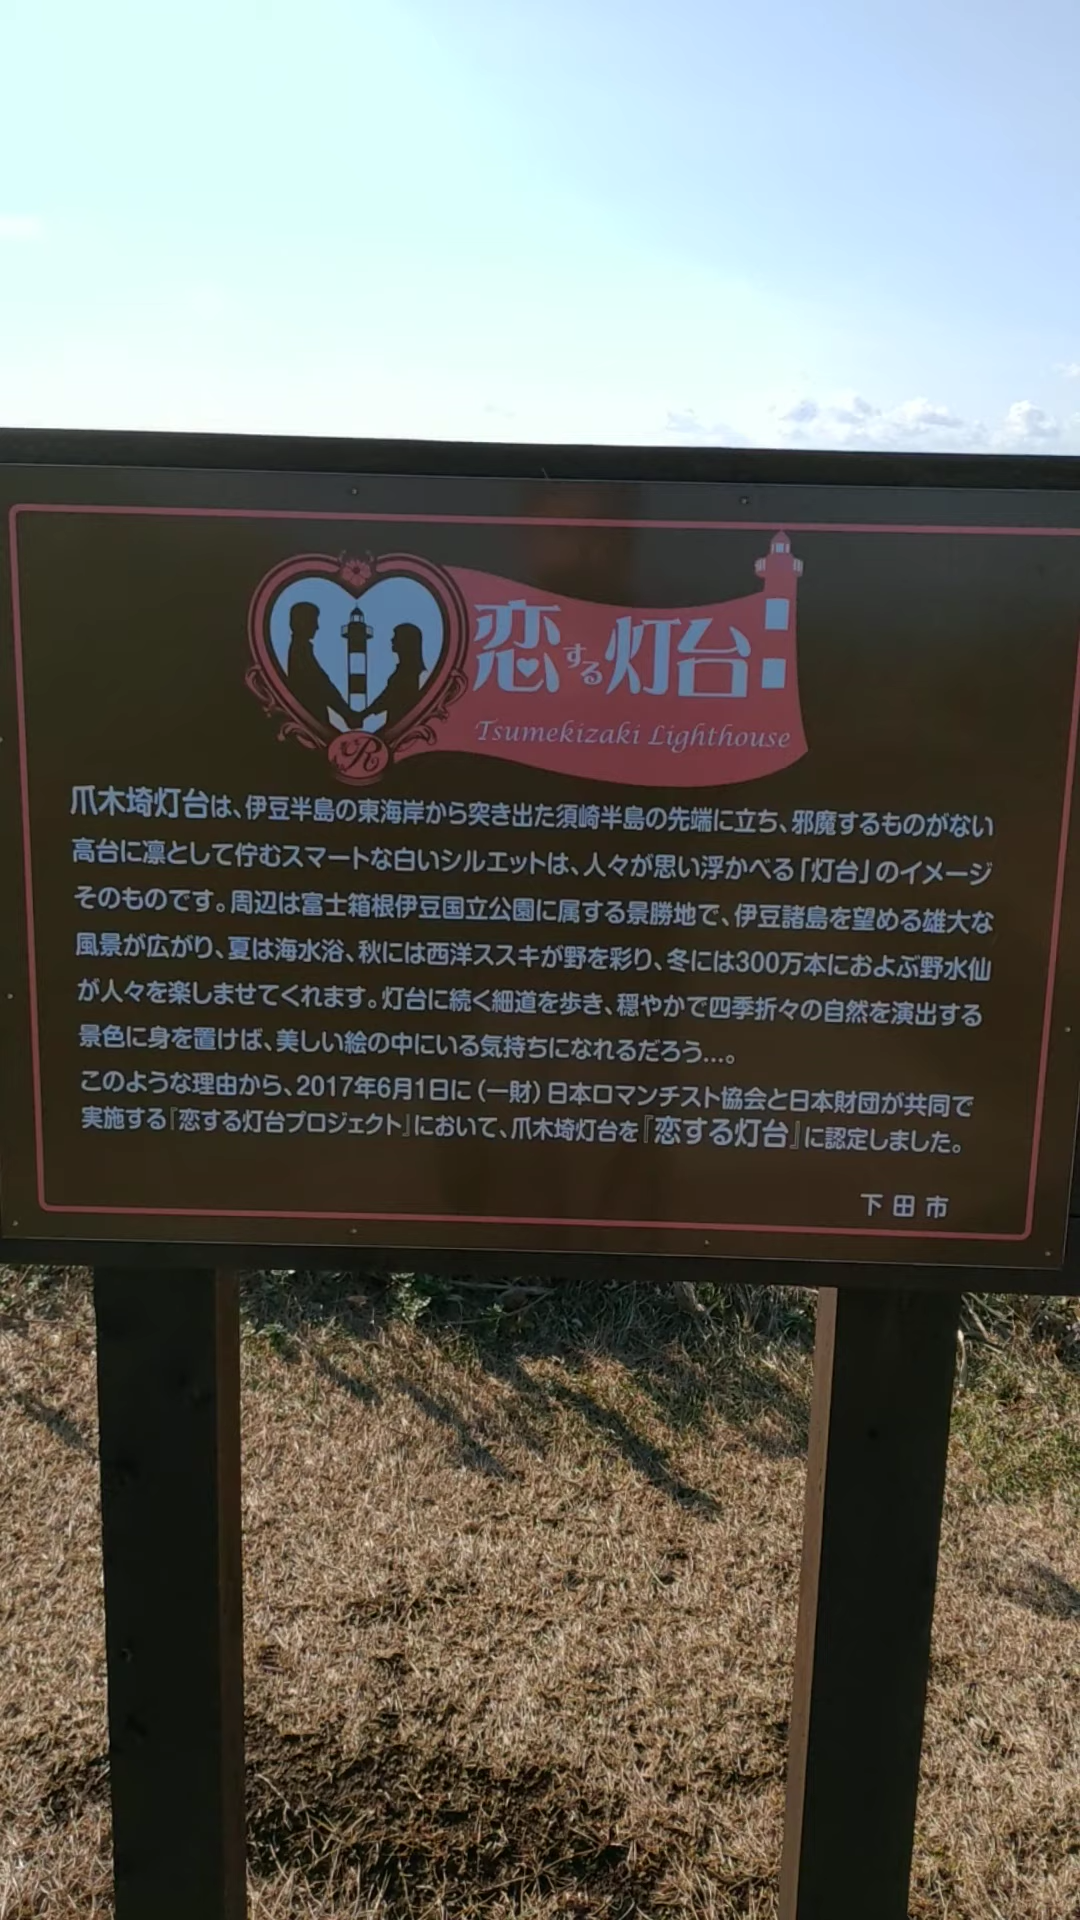 恋する灯台
Tsumekizaki Lighthouse
R
爪木埼灯台は、伊豆半島の東海岸から突き出た須崎半島の先端に立ち、邪魔するものがない
高台に凛として佇むスマートな白いシルエットは、人々が思い浮かべる「灯台」のイメージ
そのものです。周辺は富士箱根伊豆国立公園に属する景勝地で、伊豆諸島を望める雄大な
風景が広がり、夏は海水浴、秋には西洋ススキが野を彩り、冬には300万本におよぶ野水仙
が人々を楽しませてくれます。灯台に続く細道を歩き、穏やかで四季折々の自然を演出する
景色に身を置けば、美しい絵の中にいる気持ちになれるだろう…。
このような理由から、2017年6月1日に（一財）日本ロマンチスト協会と日本財団が共同で
実施する『恋する灯台プロジェクト』において、爪木埼灯台を『恋する灯台』に認定しました。
下田市